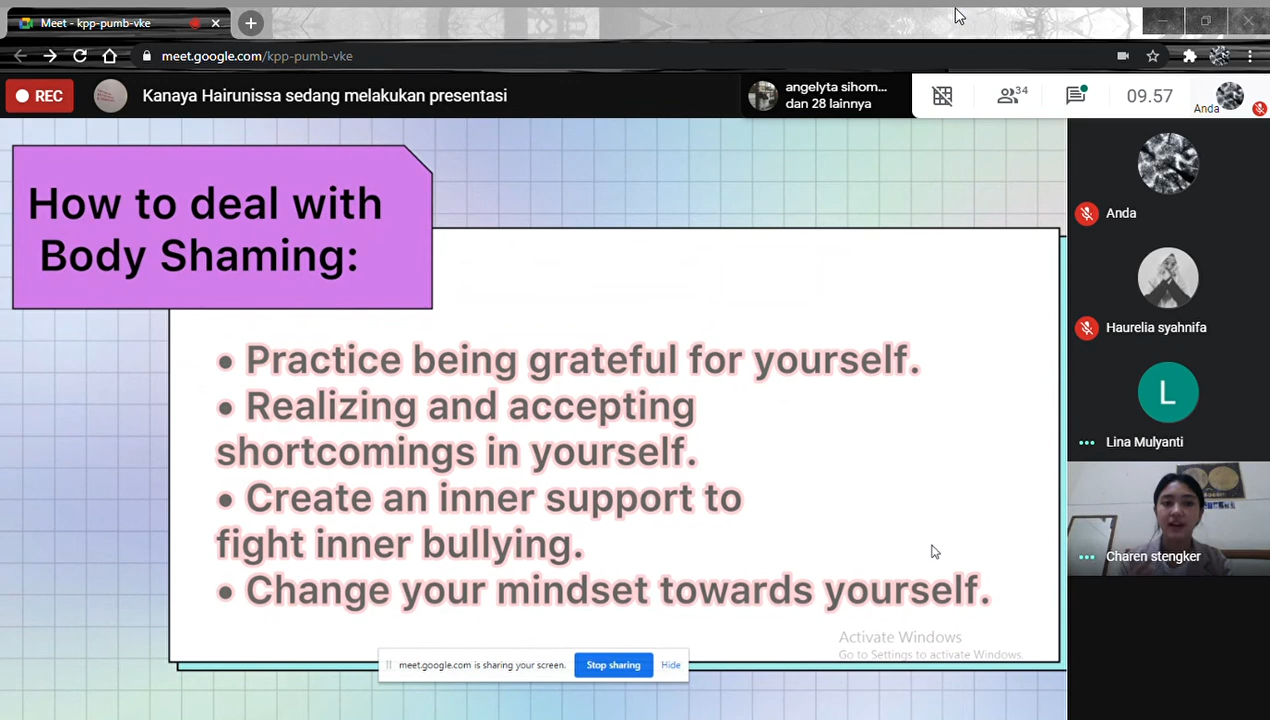 Meet - kpp-pumb-vke
meet.google.com/kpp-pumb-vke
REC
Kanaya Hairunissa sedang melakukan presentasi
angelyta sihom...
dan 28 lainnya
34
09.57
Anda
How to deal with
Body Shaming:
• Practice being grateful for yourself.
• Realizing and accepting
shortcomings in yourself.
• Create an inner support to
fight inner bullying.
• Change your mindset towards yourself.
Activate Windows
Go to Settings to activate Windows.
meet.google.com is sharing your screen.
Stop sharing
Hide
Anda
Haurelia syahnifa
L
Lina Mulyanti
Charen stengker